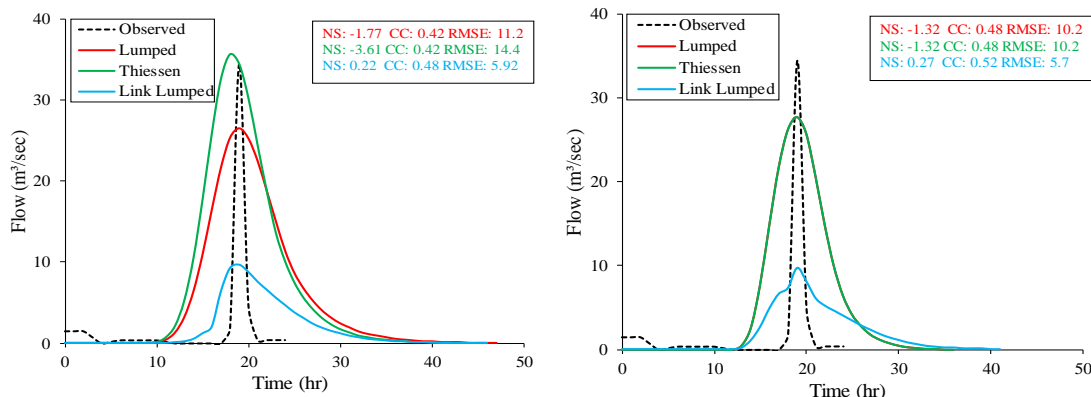 Observed
Lumped
Thiessen
Link Lumped
NS: -1.77 CC: 0.42 RMSE: 11.2
NS: -3.61 CC: 0.42 RMSE: 14.4
NS: 0.22 CC: 0.48 RMSE: 5.92
Flow (m³/sec)
40
30
20
10
0
0 10 20 30 40 50
Time (hr)
Observed
Lumped
Thiessen
Link Lumped
NS: -1.32 CC: 0.48 RMSE: 10.2
NS: -1.32 CC: 0.48 RMSE: 10.2
NS: 0.27 CC: 0.52 RMSE: 5.7
Flow (m³/sec)
40
30
20
10
0
0 10 20 30 40 50
Time (hr)